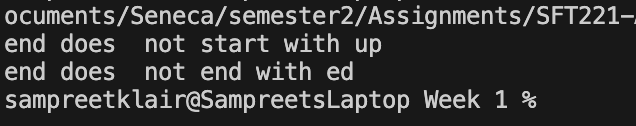 ocuments/Seneca/semester2/Assignments/SFT221-
end does  not start with up
end does  not end with ed
sampreetklair@SampreetsLaptop Week 1 %